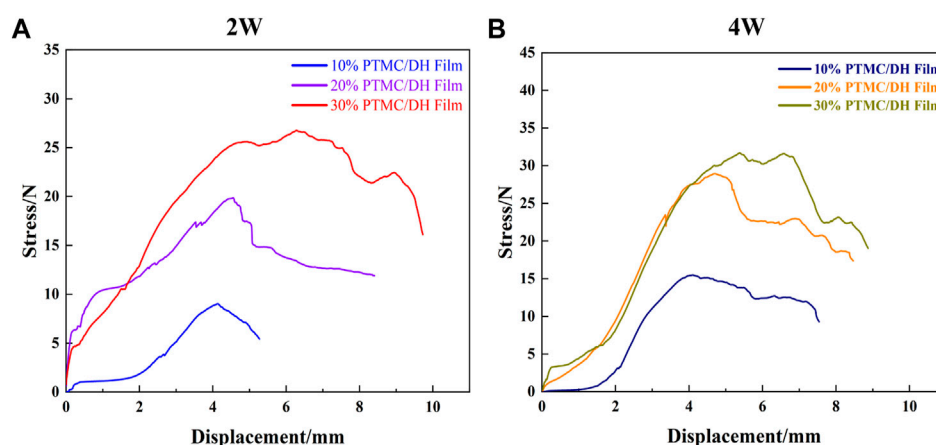 A
2W
35
30
25
20
15
10
5
0
0 2 4 6 8 10
Stress/N
Displacement/mm
10% PTMC/DH Film
20% PTMC/DH Film
30% PTMC/DH Film
B
4W
45
40
35
30
25
20
15
10
5
0
0 2 4 6 8 10
Stress/N
Displacement/mm
10% PTMC/DH Film
20% PTMC/DH Film
30% PTMC/DH Film